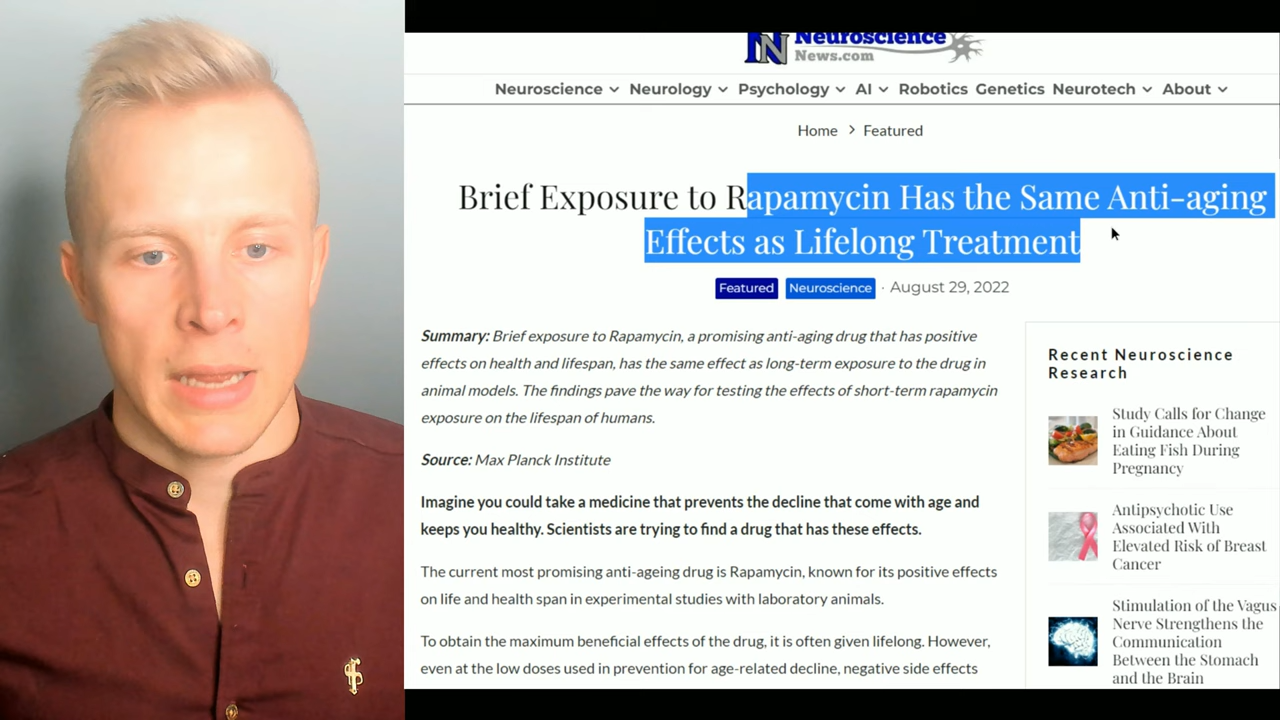 Neuroscience
News.com
Neuroscience Neurology Psychology AI Robotics Genetics Neurotech About
Home > Featured
Brief Exposure to Rapamycin Has the Same Anti-aging
Effects as Lifelong Treatment
Featured Neuroscience · August 29, 2022
Summary: Brief exposure to Rapamycin, a promising anti-aging drug that has positive
effects on health and lifespan, has the same effect as long-term exposure to the drug in
animal models. The findings pave the way for testing the effects of short-term rapamycin
exposure on the lifespan of humans.
Source: Max Planck Institute
Imagine you could take a medicine that prevents the decline that come with age and
keeps you healthy. Scientists are trying to find a drug that has these effects.
The current most promising anti-ageing drug is Rapamycin, known for its positive effects
on life and health span in experimental studies with laboratory animals.
To obtain the maximum beneficial effects of the drug, it is often given lifelong. However,
even at the low doses used in prevention for age-related decline, negative side effects
Recent Neuroscience
Research
Study Calls for Change
in Guidance About
Eating Fish During
Pregnancy
Antipsychotic Use
Associated With
Elevated Risk of Breast
Cancer
Stimulation of the Vagus
Nerve Strengthens the
Communication
Between the Stomach
and the Brain